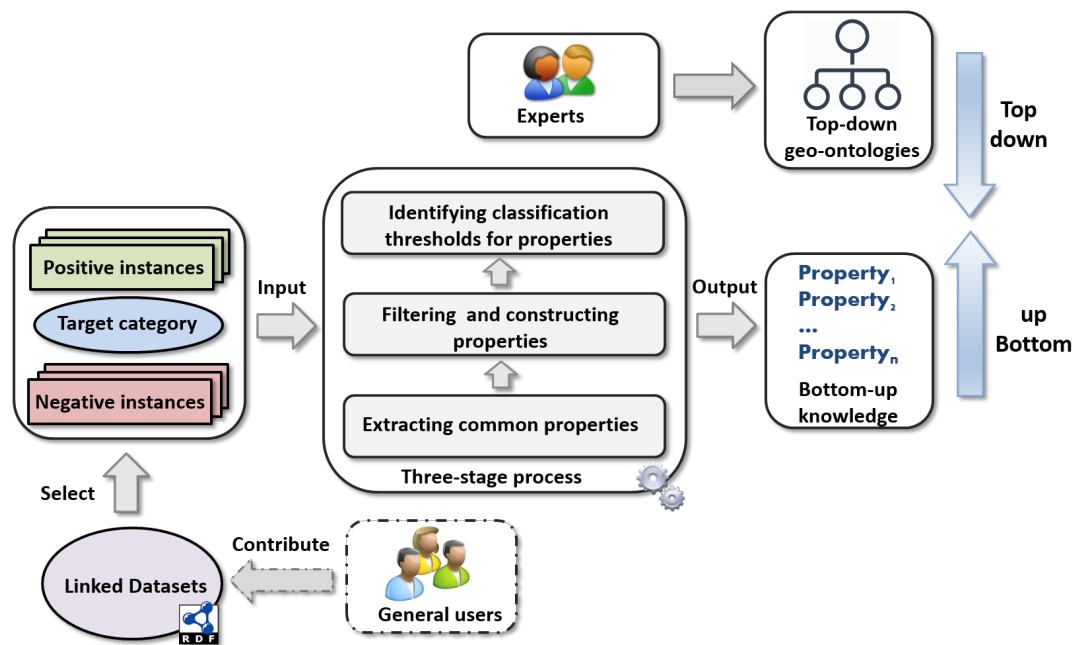 Experts
Top-down
geo-ontologies
Top
down
Identifying classification
thresholds for properties
Positive instances
Target category
Negative instances
Input
Filtering and constructing
properties
Output
Property1
Property2
...
Propertyn
Bottom-up
knowledge
up
Bottom
Extracting common properties
Three-stage process
Select
Contribute
Linked Datasets
RDF
General users